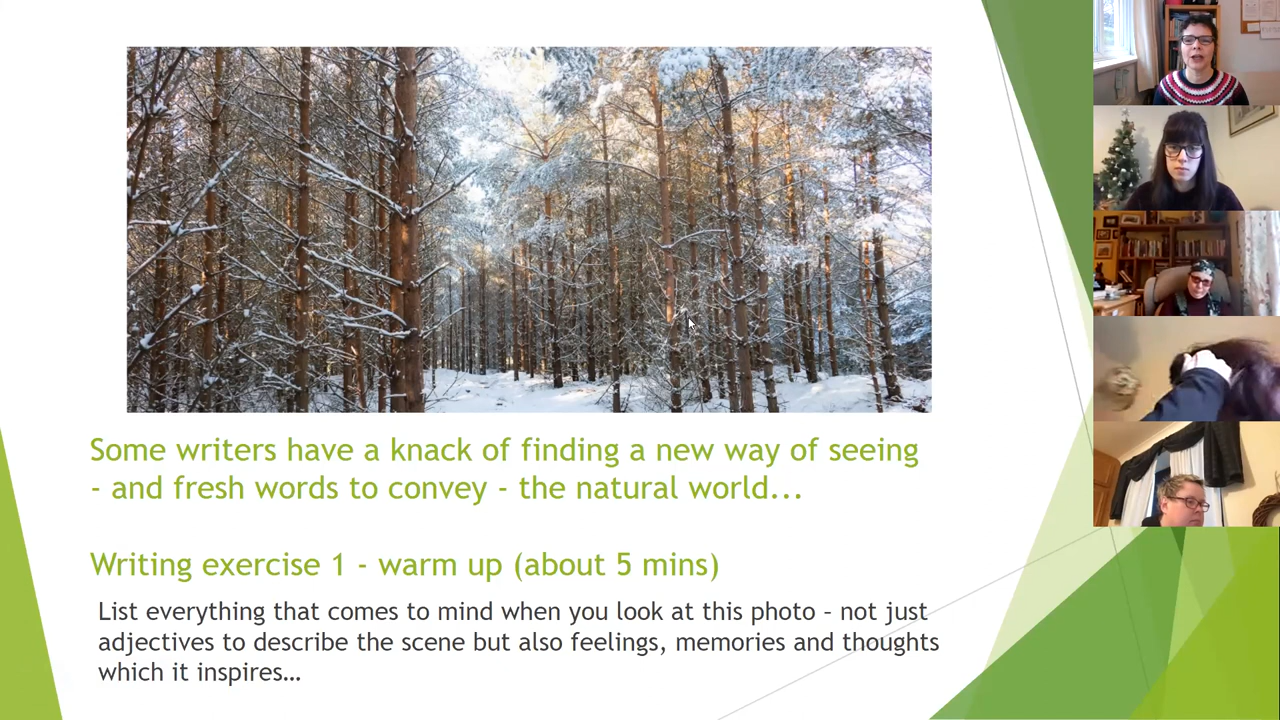 Some writers have a knack of finding a new way of seeing
- and fresh words to convey - the natural world...
Writing exercise 1 - warm up (about 5 mins)
List everything that comes to mind when you look at this photo – not just
adjectives to describe the scene but also feelings, memories and thoughts
which it inspires…